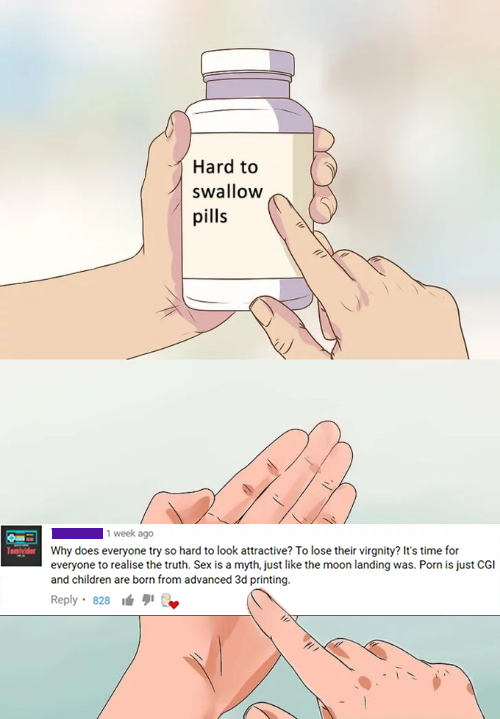 Hard to
swallow
pills
1 week ago
Why does everyone try so hard to look attractive? To lose their virgnity? It's time for
everyone to realise the truth. Sex is a myth, just like the moon landing was. Porn is just CGI
and children are born from advanced 3d printing.
Reply • 828